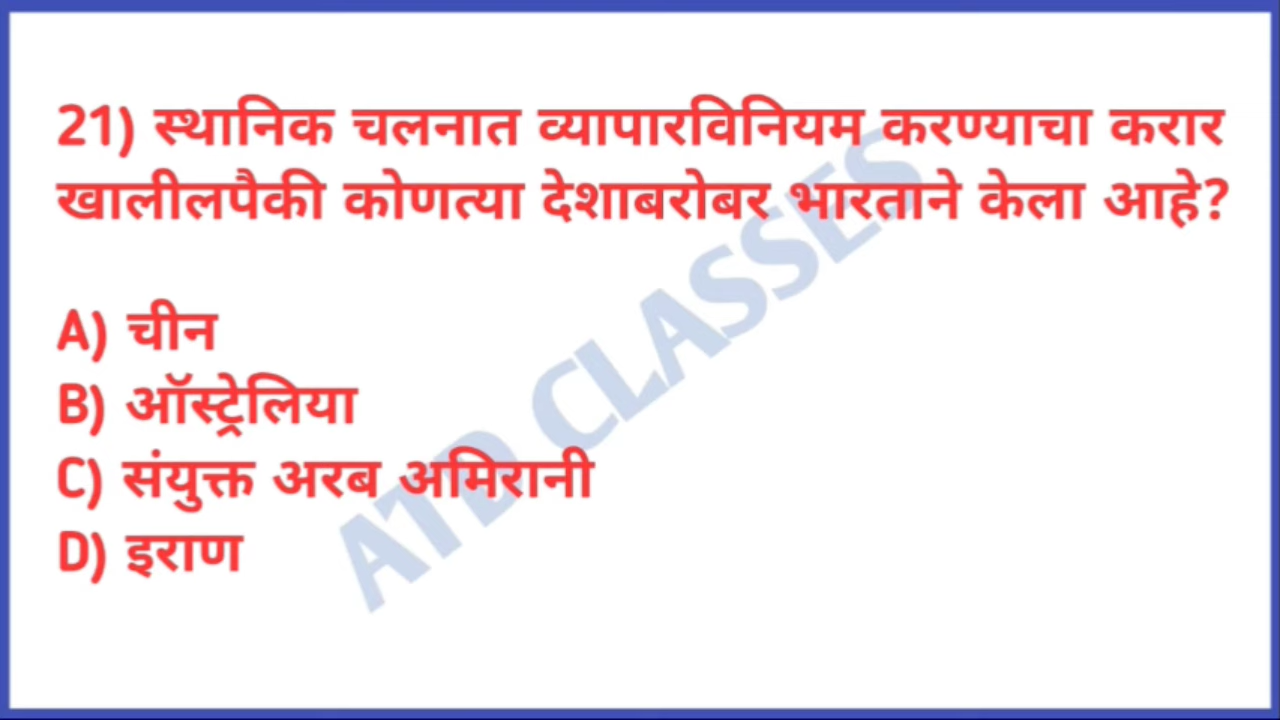 21) स्थानिक चलनात व्यापारविनियम करण्याचा करार
खालीलपैकी कोणत्या देशाबरोबर भारताने केला आहे?
A) चीन
B) ऑस्ट्रेलिया
C) संयुक्त अरब अमिरानी
D) इराण
ATD CLASSES